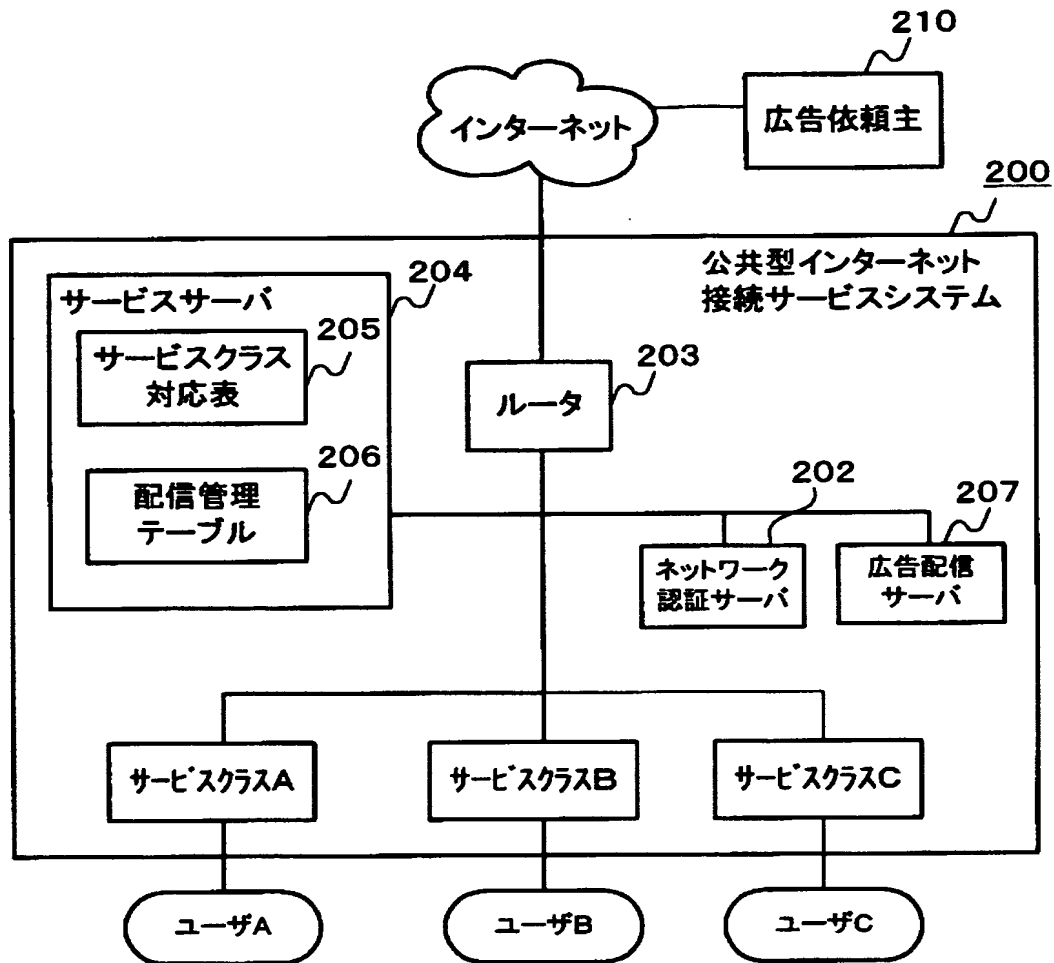 210
広告依頼主
インターネット
200
公共型インターネット
接続サービスシステム
204
サービスサーバ
205
サービスクラス
対応表
203
ルータ
206
配信管理
テーブル
202
207
ネットワーク
認証サーバ
広告配信
サーバ
サービスクラスA
サービスクラスB
サービスクラスC
ユーザA
ユーザB
ユーザC